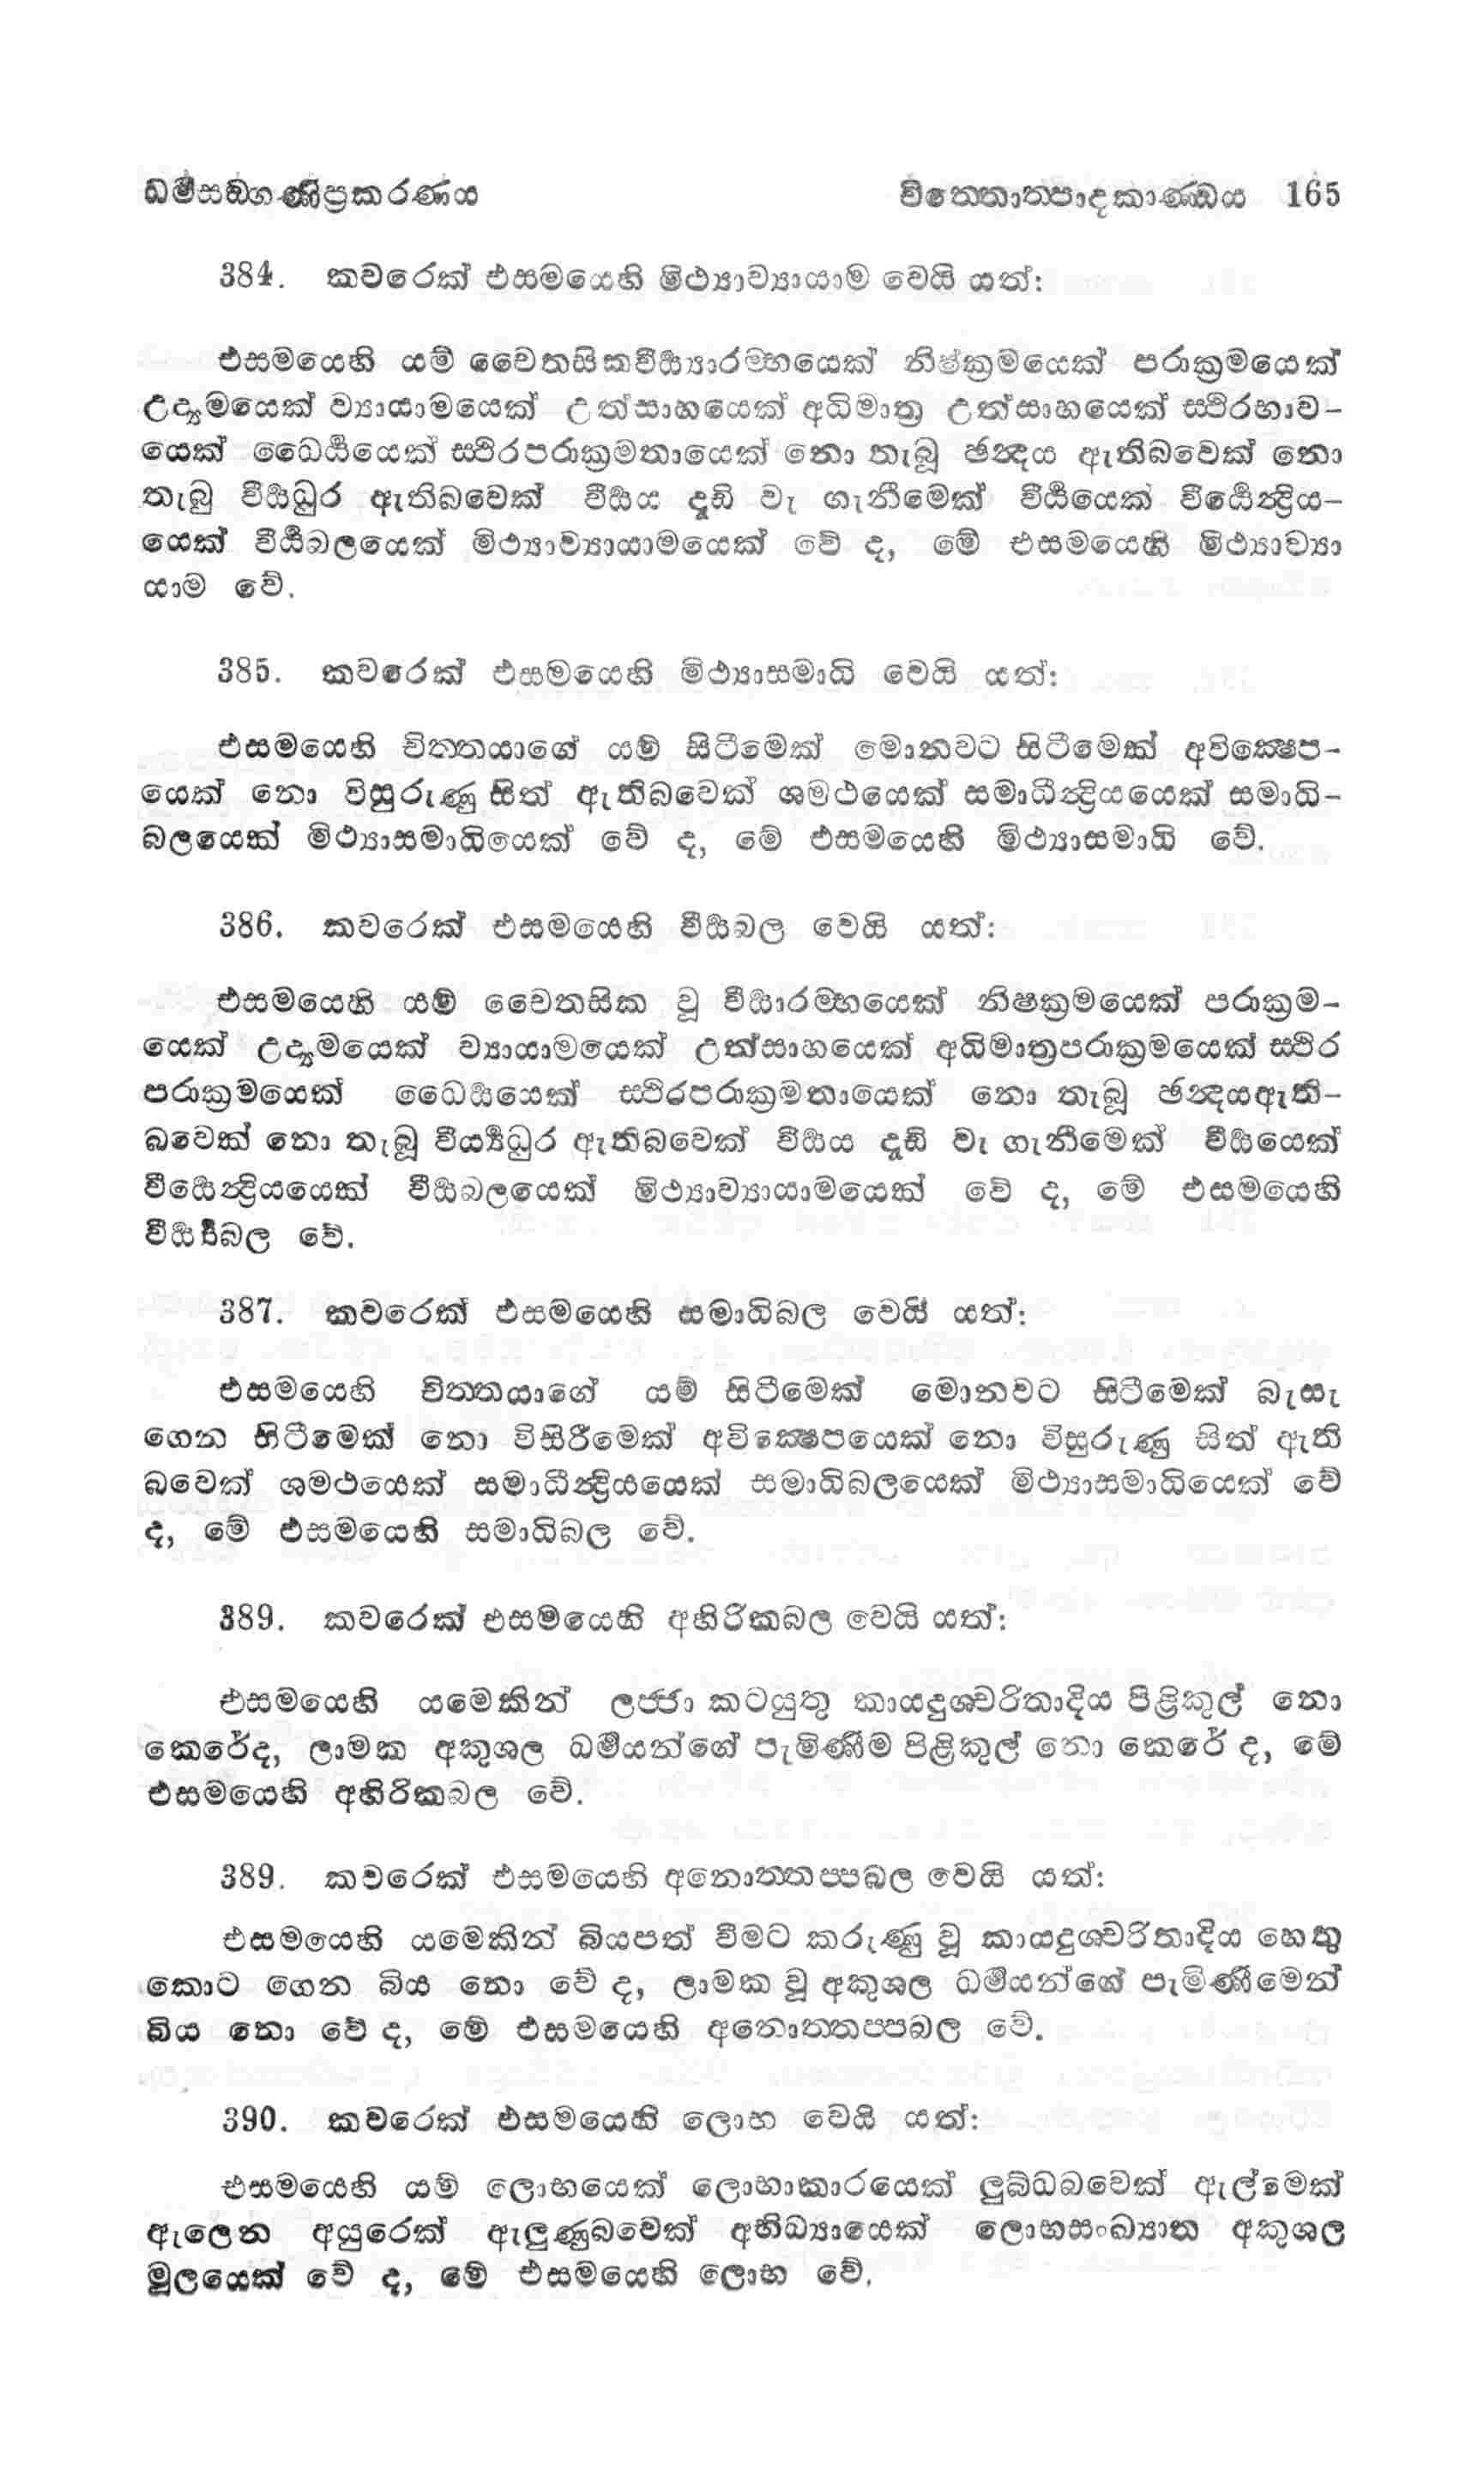 ධර්මසඞ්ගණිප්‍රකරණය චිත්තොත්පාදකාණ්ඩය 165
384. කවරෙක් එසමයෙහි මිථ්‍යාව්‍යායාම වෙයි යත්:
එසමයෙහි යම් චෛතසිකවීර්‍ය්‍යාරම්භයෙක් නිෂ්ක්‍රමයෙක් පරාක්‍රමයෙක්
උද්‍යමයෙක් ව්‍යායාමයෙක් උත්සාහයෙක් අධිමාත්‍ර උත්සාහයෙක් ස්ථිරභාව-
යෙක් ධෛර්‍ය්‍යයෙක් ස්ථිරපරාක්‍රමතායෙක් නො තැබූ ඡන්දය ඇතිබවෙක් නො
තැබු වීර්‍ය්‍යධුර ඇතිබවෙක් වීර්‍ය්‍යය දෘඩි වැ ගැනීමෙක් වීර්‍ය්‍යයෙක් වීර්‍ය්‍යෙන්ද්‍රිය-
යෙක් වීර්‍ය්‍යබලයෙක් මිථ්‍යාව්‍යායාමයෙක් වේ ද, මේ එසමයෙහි මිථ්‍යාව්‍යා
යාම වේ.
385. කවරෙක් එසමයෙහි මිථ්‍යාසමාධි වෙයි යත්:
එසමයෙහි චිත්තයාගේ යම් සිටීමෙක් මොනවට සිටීමෙක් අවික්‍ෂෙප-
යෙක් නො විසුරුණු සිත් ඇතිබවෙක් ශමථයෙක් සමාධීන්ද්‍රියයෙක් සමාධි-
බලයෙක් මිථ්‍යාසමාධියෙක් වේ ද, මේ එසමයෙහි මිථ්‍යාසමාධි වේ.
386. කවරෙක් එසමයෙහි වීර්‍ය්‍යබල වෙයි යත්:
එසමයෙහි යම් චෛතසික වූ වීර්‍ය්‍යාරම්භයෙක් නිෂ්ක්‍රමයෙක් පරාක්‍රම-
යෙක් උද්‍යමයෙක් ව්‍යායාමයෙක් උත්සාහයෙක් අධිමාත්‍රපරාක්‍රමයෙක් ස්ථිර
පරාක්‍රමයෙක් ධෛර්‍ය්‍යයෙක් ස්ථිරපරාක්‍රමතායෙක් නො තැබූ ඡන්දයඇති-
බවෙක් නො තැබූ වීර්‍ය්‍යධුර ඇතිබවෙක් වීර්‍ය්‍යය දෘඩි වැ ගැනීමෙක් වීර්‍ය්‍යයෙක්
වීර්‍ය්‍යෙන්ද්‍රියයෙක් වීර්‍ය්‍යබලයෙක් මිථ්‍යාව්‍යායාමයෙක් වේ ද, මේ එසමයෙහි
වීර්‍ය්‍යබල වේ.
387. කවරෙක් එසමයෙහි සමාධිබල වෙයි යත්:
එසමයෙහි චිත්තයාගේ යම් සිටීමෙක් මොනවට සිටීමෙක් බැසැ
ගෙන සිටීමෙක් නො විසිරීමෙක් අවික්‍ෂෙපයෙක් නො විසුරුණු සිත් ඇති
බවෙක් ශමථයෙක් සමාධීන්ද්‍රියයෙක් සමාධිබලයෙක් මිථ්‍යාසමාධියෙක් වේ
ද, මේ එසමයෙහි සමාධිබල වේ.
389. කවරෙක් එසමයෙහි අහිරිකබල වෙයි යත්:
එසමයෙහි යමෙකින් ලජ්ජා කටයුතු කායදුශ්චරිතාදිය පිළිකුල් නො
කෙරේද, ලාමක අකුශල ධර්මයන්ගේ පැමිණීම පිළිකුල් නො කෙරේ ද, මේ
එසමයෙහි අහිරිකබල වේ.
389. කවරෙක් එසමයෙහි අනොත්තප්පබල වෙයි යත්:
එසමයෙහි යමෙකින් බියපත් වීමට කරුණු වූ කායදුශ්චරිතාදිය හෙතු
කොට ගෙන බිය නො වේ ද, ලාමක වූ අකුශල ධර්මයන්ගේ පැමිණීමෙන්
බිය නො වේ ද, මේ එසමයෙහි අනොත්තප්පබල වේ.
390. කවරෙක් එසමයෙහි ලොභ වෙයි යත්:
එසමයෙහි යම් ලොභයෙක් ලොභාකාරයෙක් ලුබ්ධබවෙක් ඇල්මෙක්
ඇලෙන අයුරෙක් ඇලුණුබවෙක් අභිධ්‍යායෙක් ලොභසංඛ්‍යාත අකුශල
මූලයෙක් වේ ද, මේ එසමයෙහි ලොභ වේ.